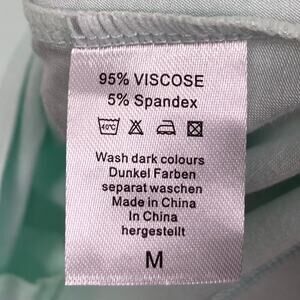 95% VISCOSE
5% Spandex
40℃
Wash dark colours
Dunkel Farben
separat waschen
Made in China
In China
hergestellt
M